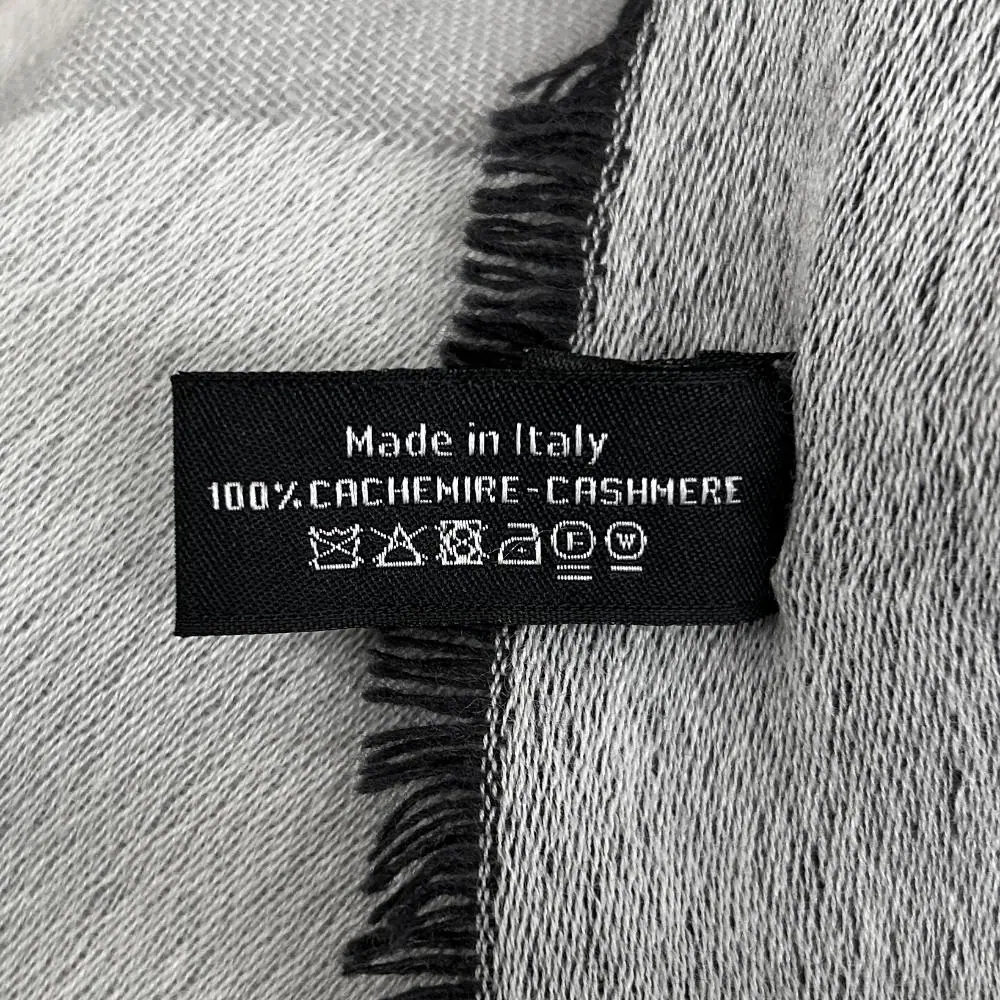 Made in Italy
100% CACHEMIRE-CASHMERE
F W